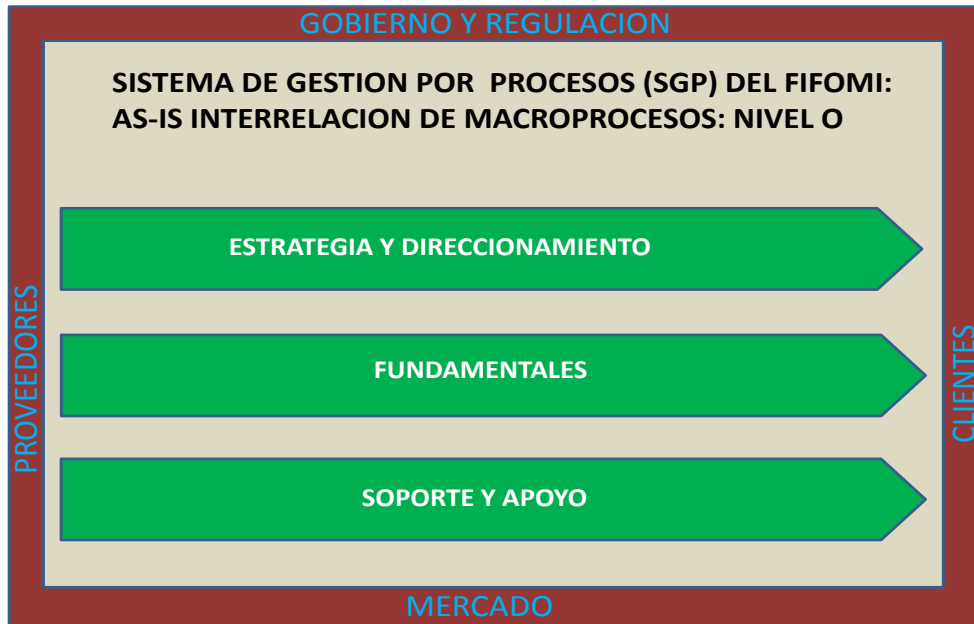 GOBIERNO Y REGULACION
SISTEMA DE GESTION POR PROCESOS (SGP) DEL FIFOMI:
AS-IS INTERRELACION DE MACROPROCESOS: NIVEL O
ESTRATEGIA Y DIRECCIONAMIENTO
PROVEEDORES
FUNDAMENTALES
CLIENTES
SOPORTE Y APOYO
MERCADO